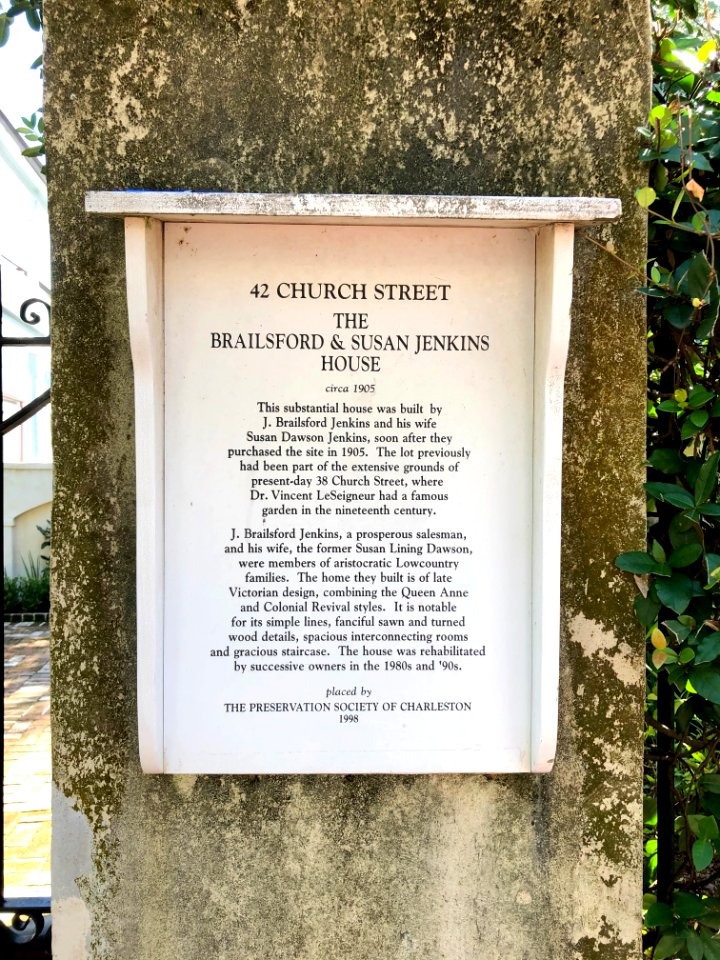 42 CHURCH STREET
THE
BRAILSFORD & SUSAN JENKINS
HOUSE
circa 1905
This substantial house was built by
J. Brailsford Jenkins and his wife
Susan Dawson Jenkins, soon after they
purchased the site in 1905. The lot previously
had been part of the extensive grounds of
present-day 38 Church Street, where
Dr. Vincent LeSeigneur had a famous
garden in the nineteenth century.
J. Brailsford Jenkins, a prosperous salesman,
and his wife, the former Susan Lining Dawson,
were members of aristocratic Lowcountry
families. The home they built is of late
Victorian design, combining the Queen Anne
and Colonial Revival styles. It is notable
for its simple lines, fanciful sawn and turned
wood details, spacious interconnecting rooms
and gracious staircase. The house was rehabilitated
by successive owners in the 1980s and '90s.
placed by
THE PRESERVATION SOCIETY OF CHARLESTON
1998